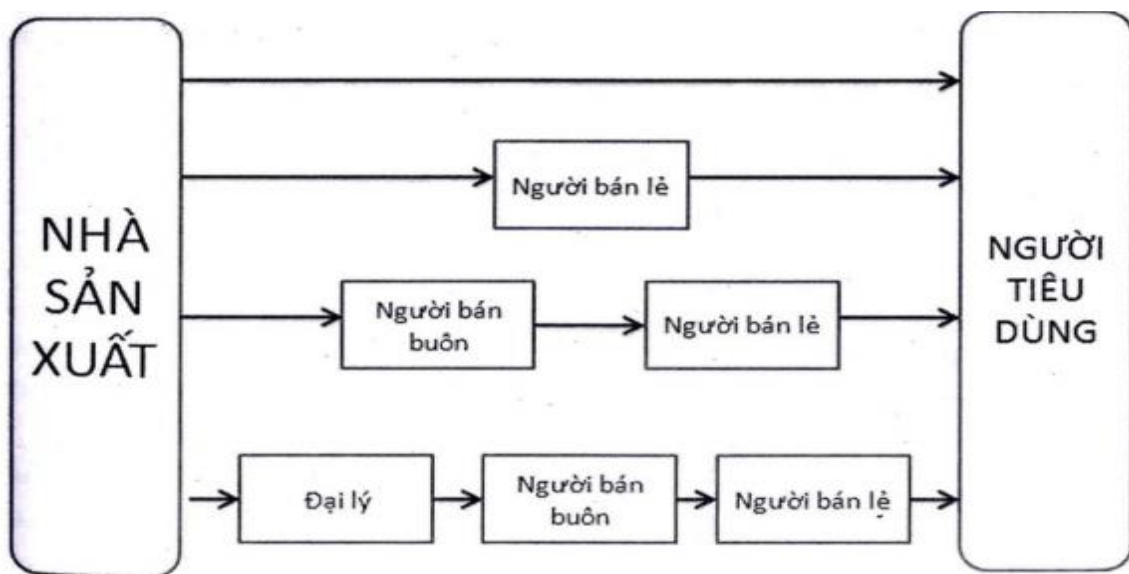 NHÀ
SẢN
XUẤT
Người bán lẻ
Người bán
buôn
Người bán lẻ
Đại lý
Người bán
buôn
Người bán lẻ
NGƯỜI
TIÊU
DÙNG